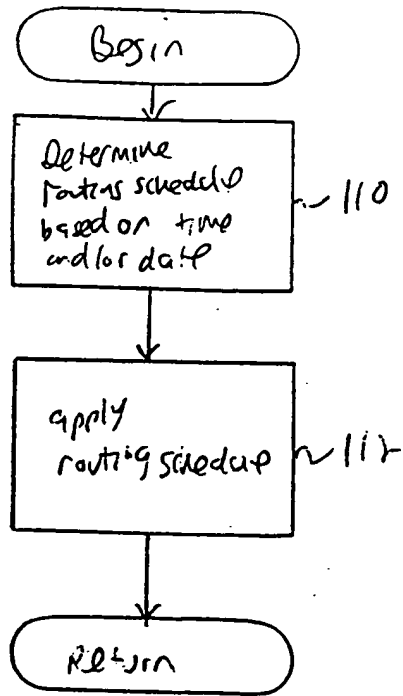 Begin
Determine
routing schedule
based on time
and/or date
110
apply
routing schedule
112
Return